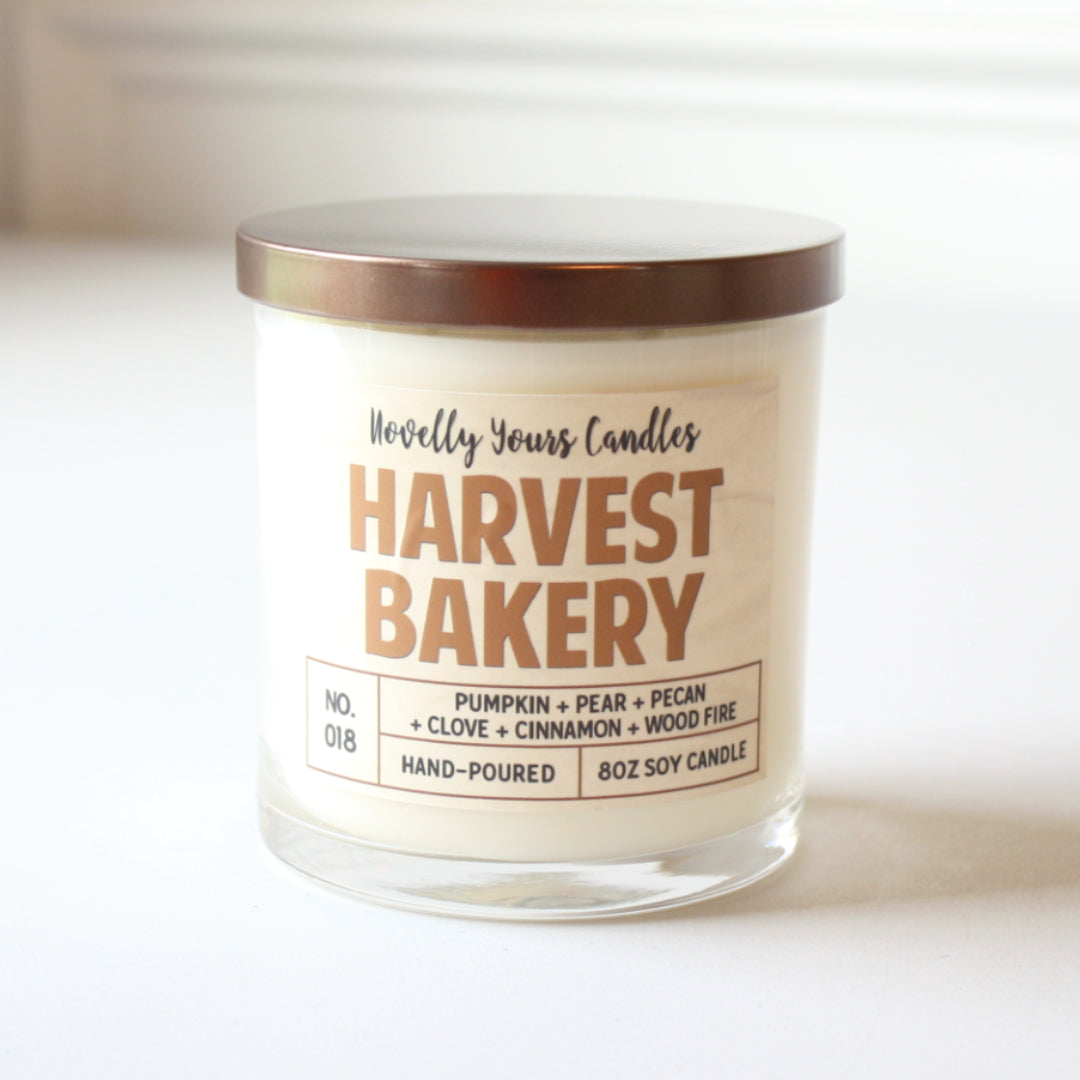 Novelly Yours Candles
HARVEST
BAKERY
NO.
018
PUMPKIN + PEAR + PECAN
+ CLOVE + CINNAMON + WOOD FIRE
HAND-POURED
8OZ SOY CANDLE